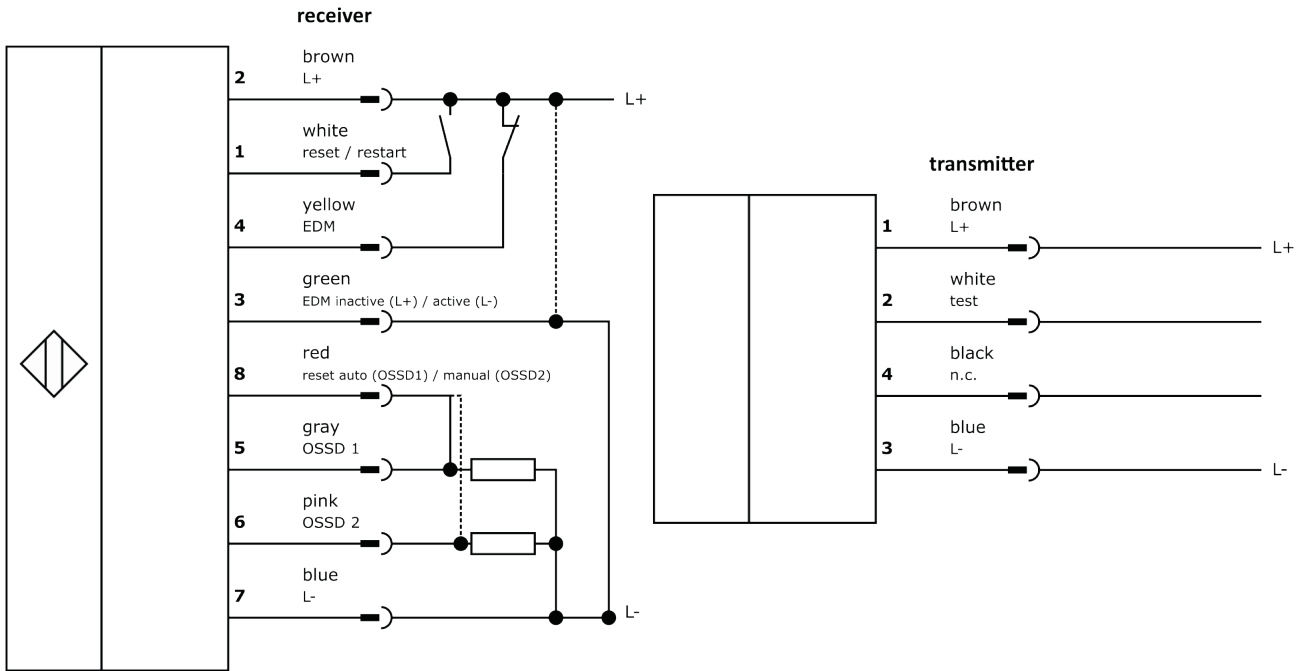 receiver
brown
2
L+
L+
white
1
reset / restart
yellow
4
EDM
green
3
EDM inactive (L+) / active (L-)
red
8
reset auto (OSSD1) / manual (OSSD2)
gray
5
OSSD 1
pink
6
OSSD 2
blue
7
L-
L-
transmitter
brown
1
L+
L+
white
2
test
black
4
n.c.
blue
3
L-
L-